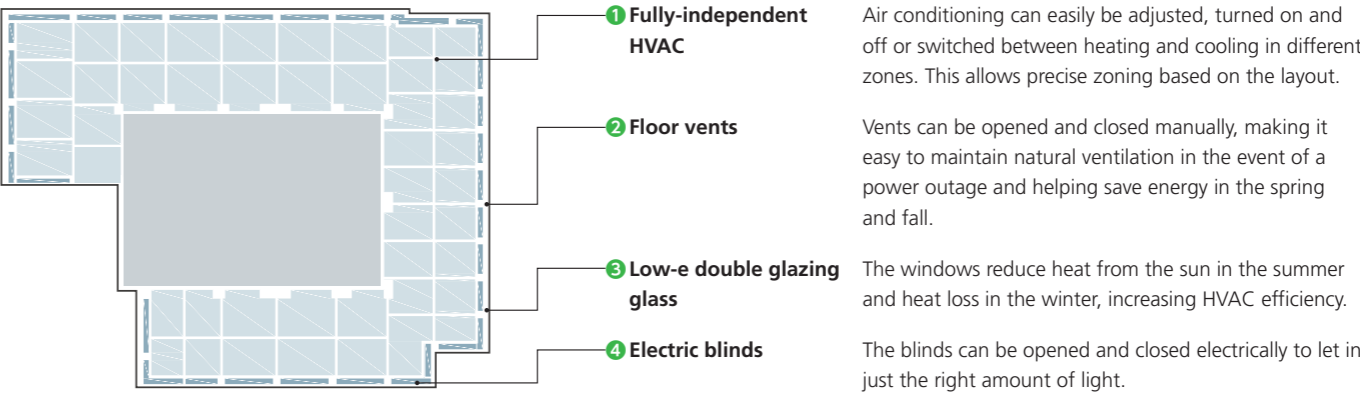 1 Fully-independent
HVAC
Air conditioning can easily be adjusted, turned on and
off or switched between heating and cooling in different
zones. This allows precise zoning based on the layout.
2 Floor vents
Vents can be opened and closed manually, making it
easy to maintain natural ventilation in the event of a
power outage and helping save energy in the spring
and fall.
3 Low-e double glazing
glass
The windows reduce heat from the sun in the summer
and heat loss in the winter, increasing HVAC efficiency.
4 Electric blinds
The blinds can be opened and closed electrically to let in
just the right amount of light.